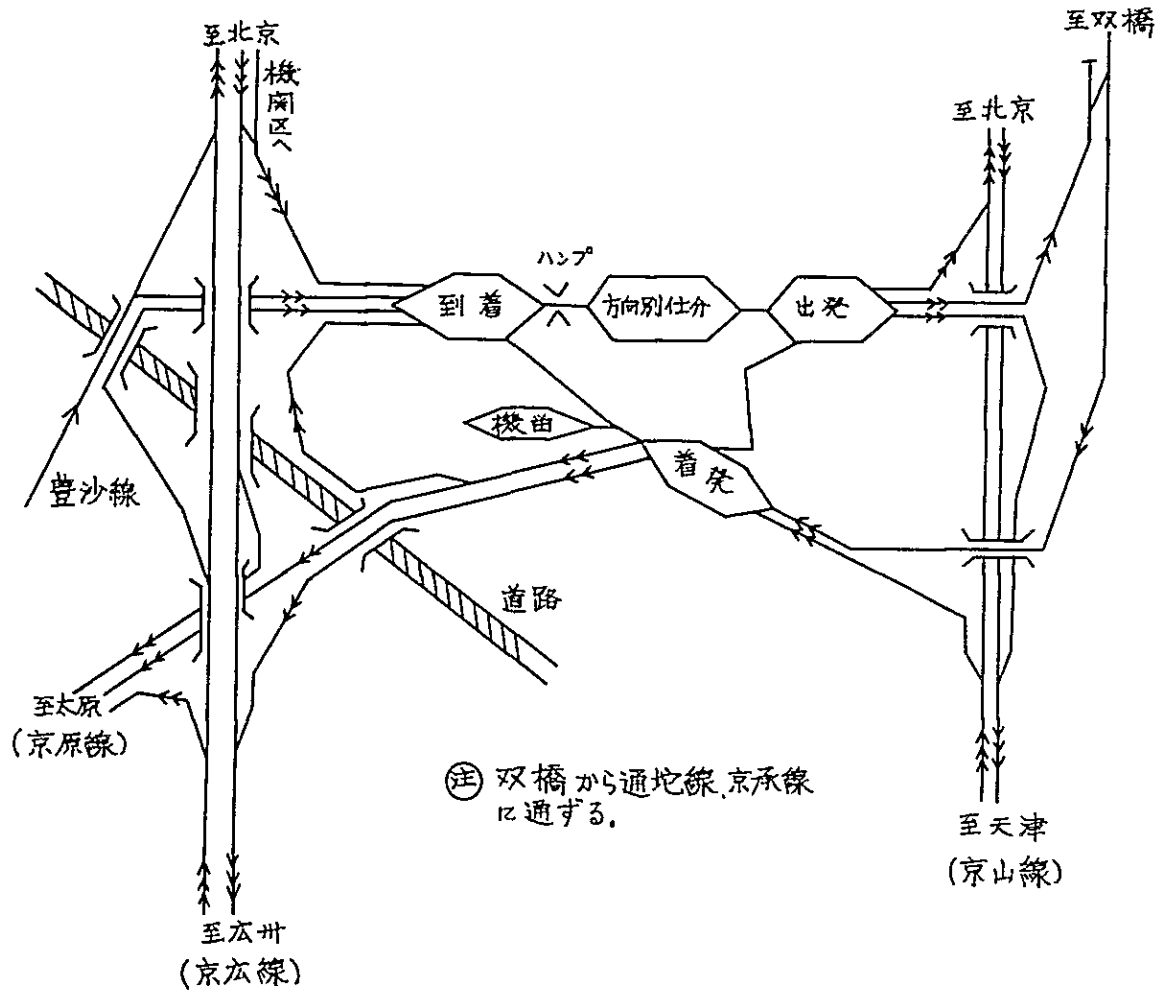 至北京
機関区へ
至双橋
至北京
ハンプ
到着
方向別仕分
出発
機留
着発
豊沙線
道路
至太原
(京原線)
注 双橋から通坨線、京承線
に通ずる.
至天津
(京山線)
至広州
(京広線)